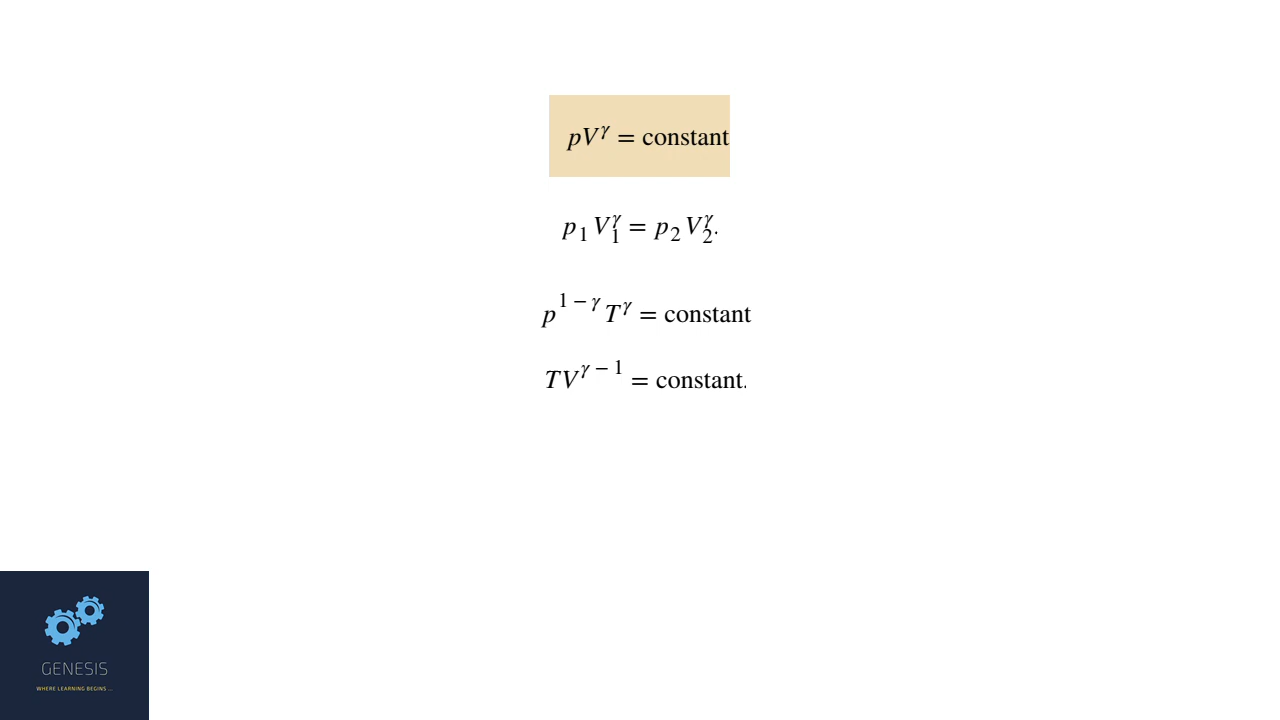 pV^γ = constant
p₁V₁^γ = p₂V₂^γ.
p^{1 − γ}T^γ = constant
TV^{γ − 1} = constant.
GENESIS
WHERE LEARNING BEGINS ...